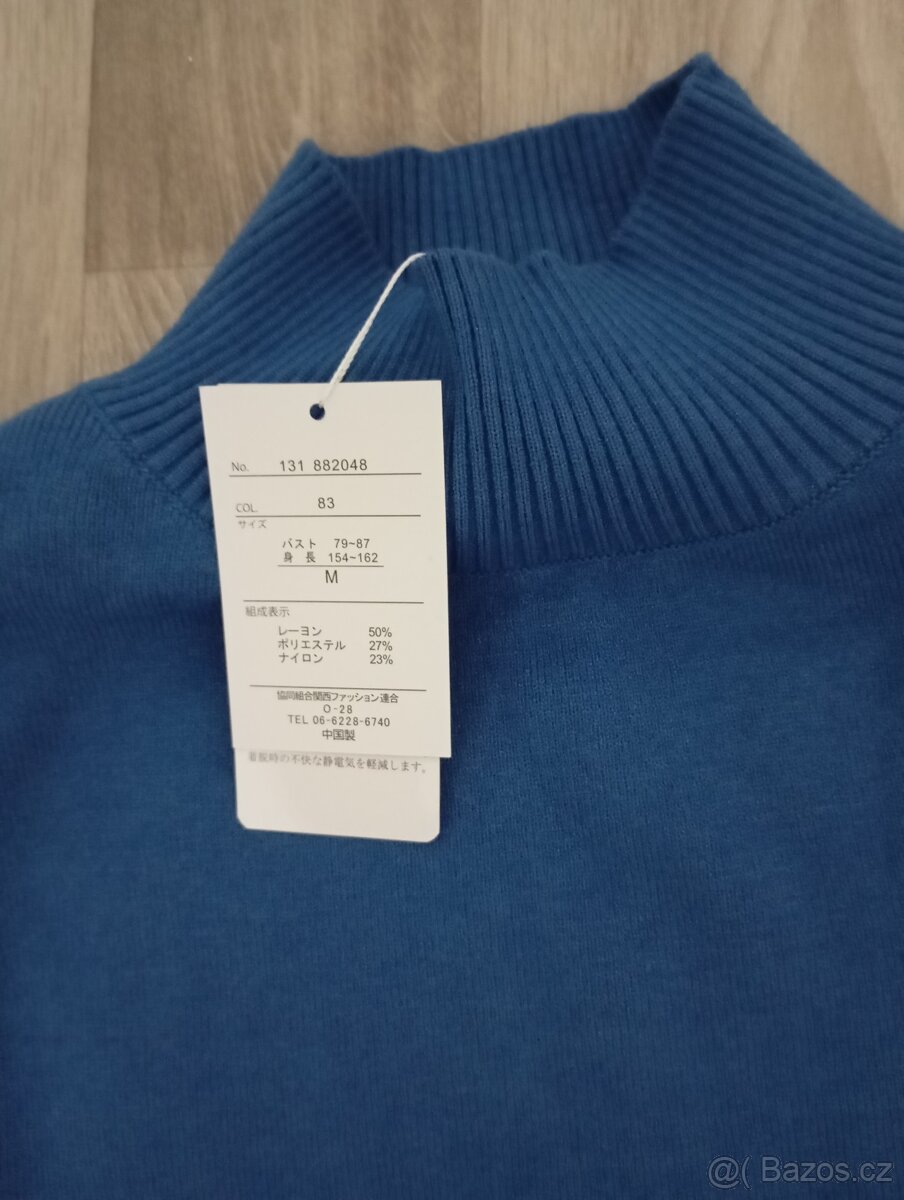 No. 131 882048
COL. 83
サイズ
バスト 79~87
身 長 154~162
M
組成表示
レーヨン 50%
ポリエステル 27%
ナイロン 23%
協同組合関西ファッション連合
O-28
TEL 06-6228-6740
中国製
着脱時の不快な静電気を軽減します。
@( Bazos.cz